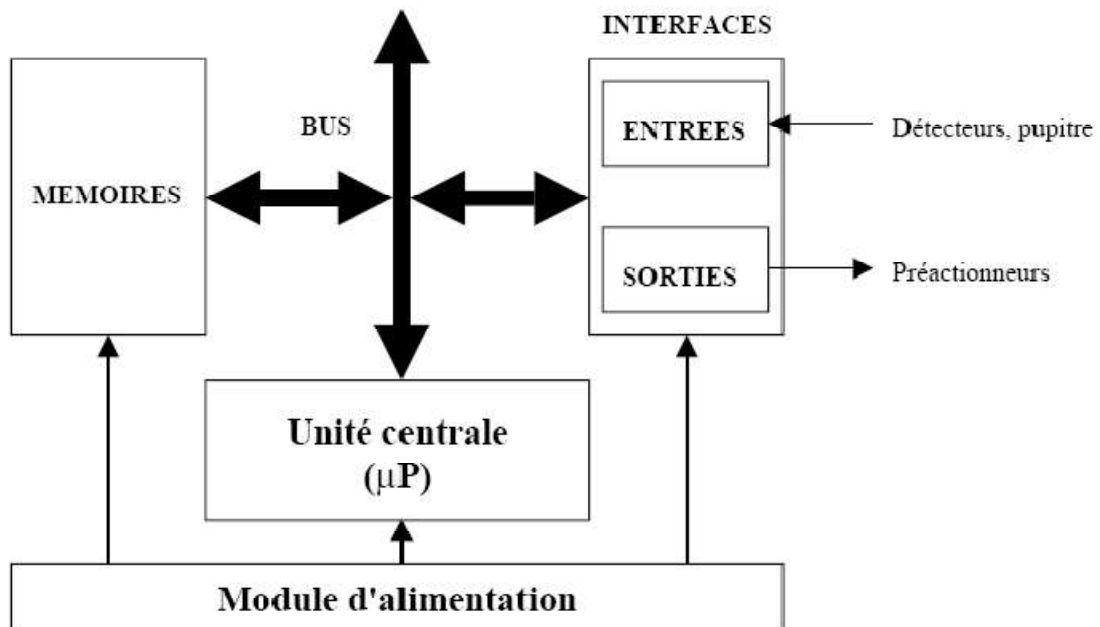 INTERFACES
BUS
ENTREES
Détecteurs, pupitre
MEMOIRES
SORTIES
Préactionneurs
Unité centrale
(µP)
Module d'alimentation